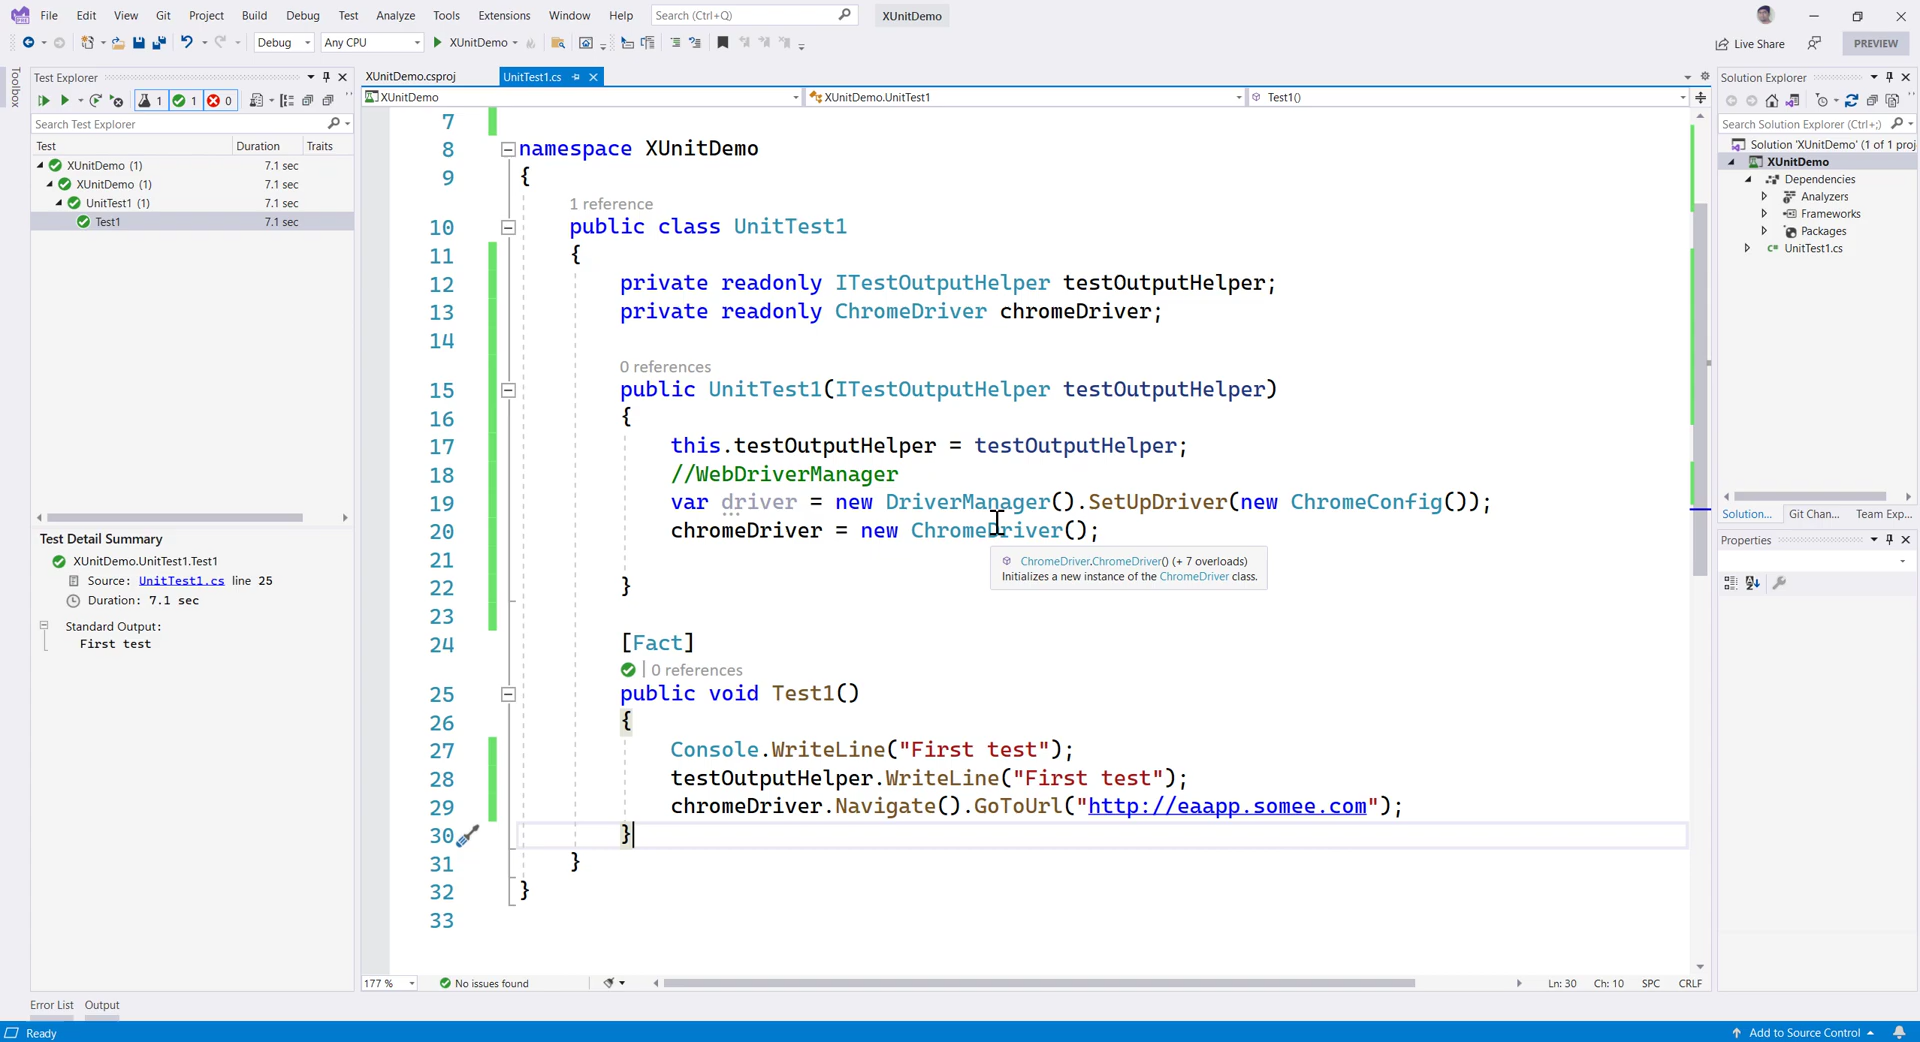 File Edit View Git Project Build Debug Test Analyze Tools Extensions Window Help Search (Ctrl+Q) XUnitDemo
Debug Any CPU XUnitDemo Live Share PREVIEW
Toolbox
Test Explorer
1 1 0
Search Test Explorer
Test Duration Traits
XUnitDemo (1) 7.1 sec
XUnitDemo (1) 7.1 sec
UnitTest1 (1) 7.1 sec
Test1 7.1 sec
Test Detail Summary
XUnitDemo.UnitTest1.Test1
Source: UnitTest1.cs line 25
Duration: 7.1 sec
Standard Output:
First test
XUnitDemo.csproj UnitTest1.cs
XUnitDemo XUnitDemo.UnitTest1 Test1()
7
8 namespace XUnitDemo
9 {
1 reference
10 public class UnitTest1
11 {
12 private readonly ITestOutputHelper testOutputHelper;
13 private readonly ChromeDriver chromeDriver;
14
0 references
15 public UnitTest1(ITestOutputHelper testOutputHelper)
16 {
17 this.testOutputHelper = testOutputHelper;
18 //WebDriverManager
19 var driver = new DriverManager().SetUpDriver(new ChromeConfig());
20 chromeDriver = new ChromeDriver();
ChromeDriver.ChromeDriver() (+ 7 overloads)
Initializes a new instance of the ChromeDriver class.
21
22 }
23
24 [Fact]
0 references
25 public void Test1()
26 {
27 Console.WriteLine("First test");
28 testOutputHelper.WriteLine("First test");
29 chromeDriver.Navigate().GoToUrl("http://eaapp.somee.com");
30 }
31 }
32 }
33
177 % No issues found Ln: 30 Ch: 10 SPC CRLF
Solution Explorer
Search Solution Explorer (Ctrl+;)
Solution 'XUnitDemo' (1 of 1 proj
XUnitDemo
Dependencies
Analyzers
Frameworks
Packages
C# UnitTest1.cs
Solution... Git Chan... Team Exp...
Properties
Error List Output
Ready Add to Source Control